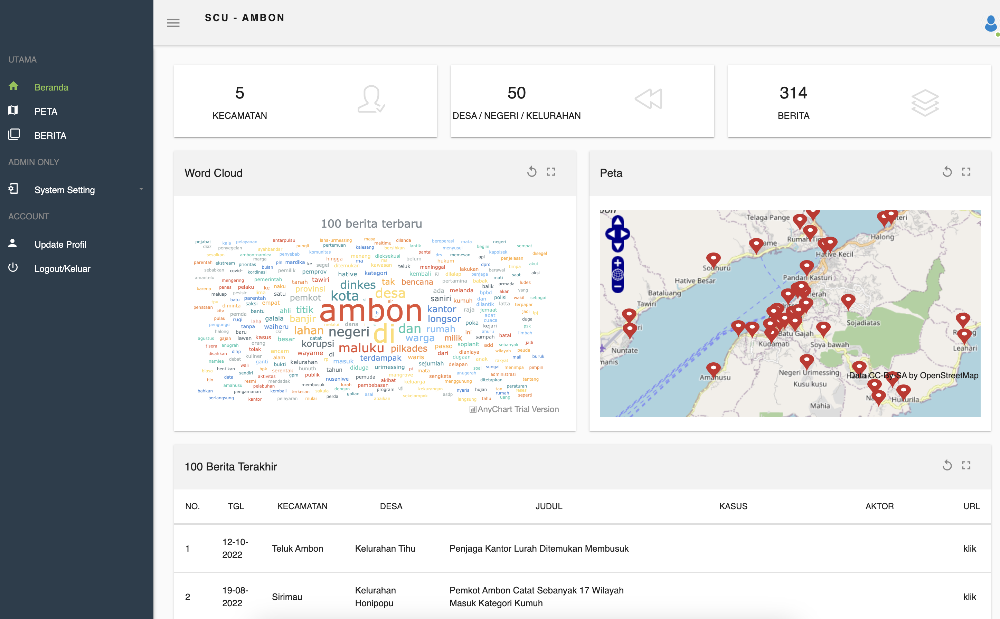 SCU - AMBON
UTAMA
Beranda
PETA
BERITA
ADMIN ONLY
System Setting
ACCOUNT
Update Profil
Logout/Keluar
5
KECAMATAN
50
DESA / NEGERI / KELURAHAN
314
BERITA
Word Cloud
100 berita terbaru
pejabat kala pelayanan antarpulau laha-urmessing masa maitimu dilanda beroperasi mata negeri
diaz penyegelan syahbandar pungli pertemuan kalesang bersihkan lantik menyusul begini sempat
sesalkan ambon-namlea penyebab komunitas menang dieksekusi pantai drs memesan api kapolsek disegel
parentah ekstream prioritas marga bulan pln mardika ke hingga segel ditemukan ma kawasan ms belum teluk hukum dprd penjelasan akui
sebabkan covid- kordinasi pemilik pemprov hative kategori kembali pj meninggal dilalap lakukan penjaga berawal timpa aksi
amantelu mengering pemerintah tanah tawiri dinkes tak bencana pertamina babak mati saat
karena panas pelaku ke naku provinsi desa ada melanda balik armada ludes
meluap pesisir lima satu pemkot kota si air saniri kumuh bpbd akan yang
tpu batu parentah empat ambon dan polisi wakil sebagai
penataan diminta saksi ahli titik kantor raja dilantik latta terpapar
kita pemda bantu galala banjir b - longsor jemaat adat jadi lpj
pulau rugi laha waiheru melalui dana i c poka cuaca duga
pengungsi tanpa lahan negeri di dan rumah kejari psk
halong baru csr ini ahuru limbah
agustus gajah lawan kasus besar catat warga milik sampah batal
tisera anugrah orang korupsi maluku pilkades passo soplanit add sebanyak jadi
disahkan dlhp tolak ancam wayame di dari dianiaya wilayah peuda
namlea debat kuliner alam rp masuk terdampak waris dugaan anak rakyat mall buruk
wali ganti bukti kelurahan sejumlah delapan
biasa hentikan sendiri bpk serentak hunuth tahun diduga urimessing pt mata soal sungai menimpa pimpin
data aktivitas gpm publik pemuda mangrove sengketa anugerah administrasi
ijin resmi mendadak nusaniwe akibat keluarga menggunung ditetapkan tentang
amahusu pelabuhan membusuk lurah pembebasan peraturan
bahkan pengamanan kembali terkesan sakula dengan program uji kekurangan nyaris hujan tan reses
berlangsung kantor pelayaran mulai perda galian asal abaikan sekelompok asdp langsung tahu rumah uang seperti
AnyChart Trial Version
Peta
Telaga Pange
Halong
Hative Kecil
Souhuru
Hative Besar
Pandan Kasturi
Bataluang
Tawiri
Sojadiatas
Batu Gajah
Kudamati
Soya bawah
Nuntate
Leahari
manis
Negeri Urimessing
Amahusu
Data CC-By-SA by OpenStreetMap
Kusu kusu
Hukurila
Mahia
100 Berita Terakhir
NO. TGL KECAMATAN DESA JUDUL KASUS AKTOR URL
1 12-10-2022 Teluk Ambon Kelurahan Tihu Penjaga Kantor Lurah Ditemukan Membusuk klik
2 19-08-2022 Sirimau Kelurahan Honipopu Pemkot Ambon Catat Sebanyak 17 Wilayah Masuk Kategori Kumuh klik